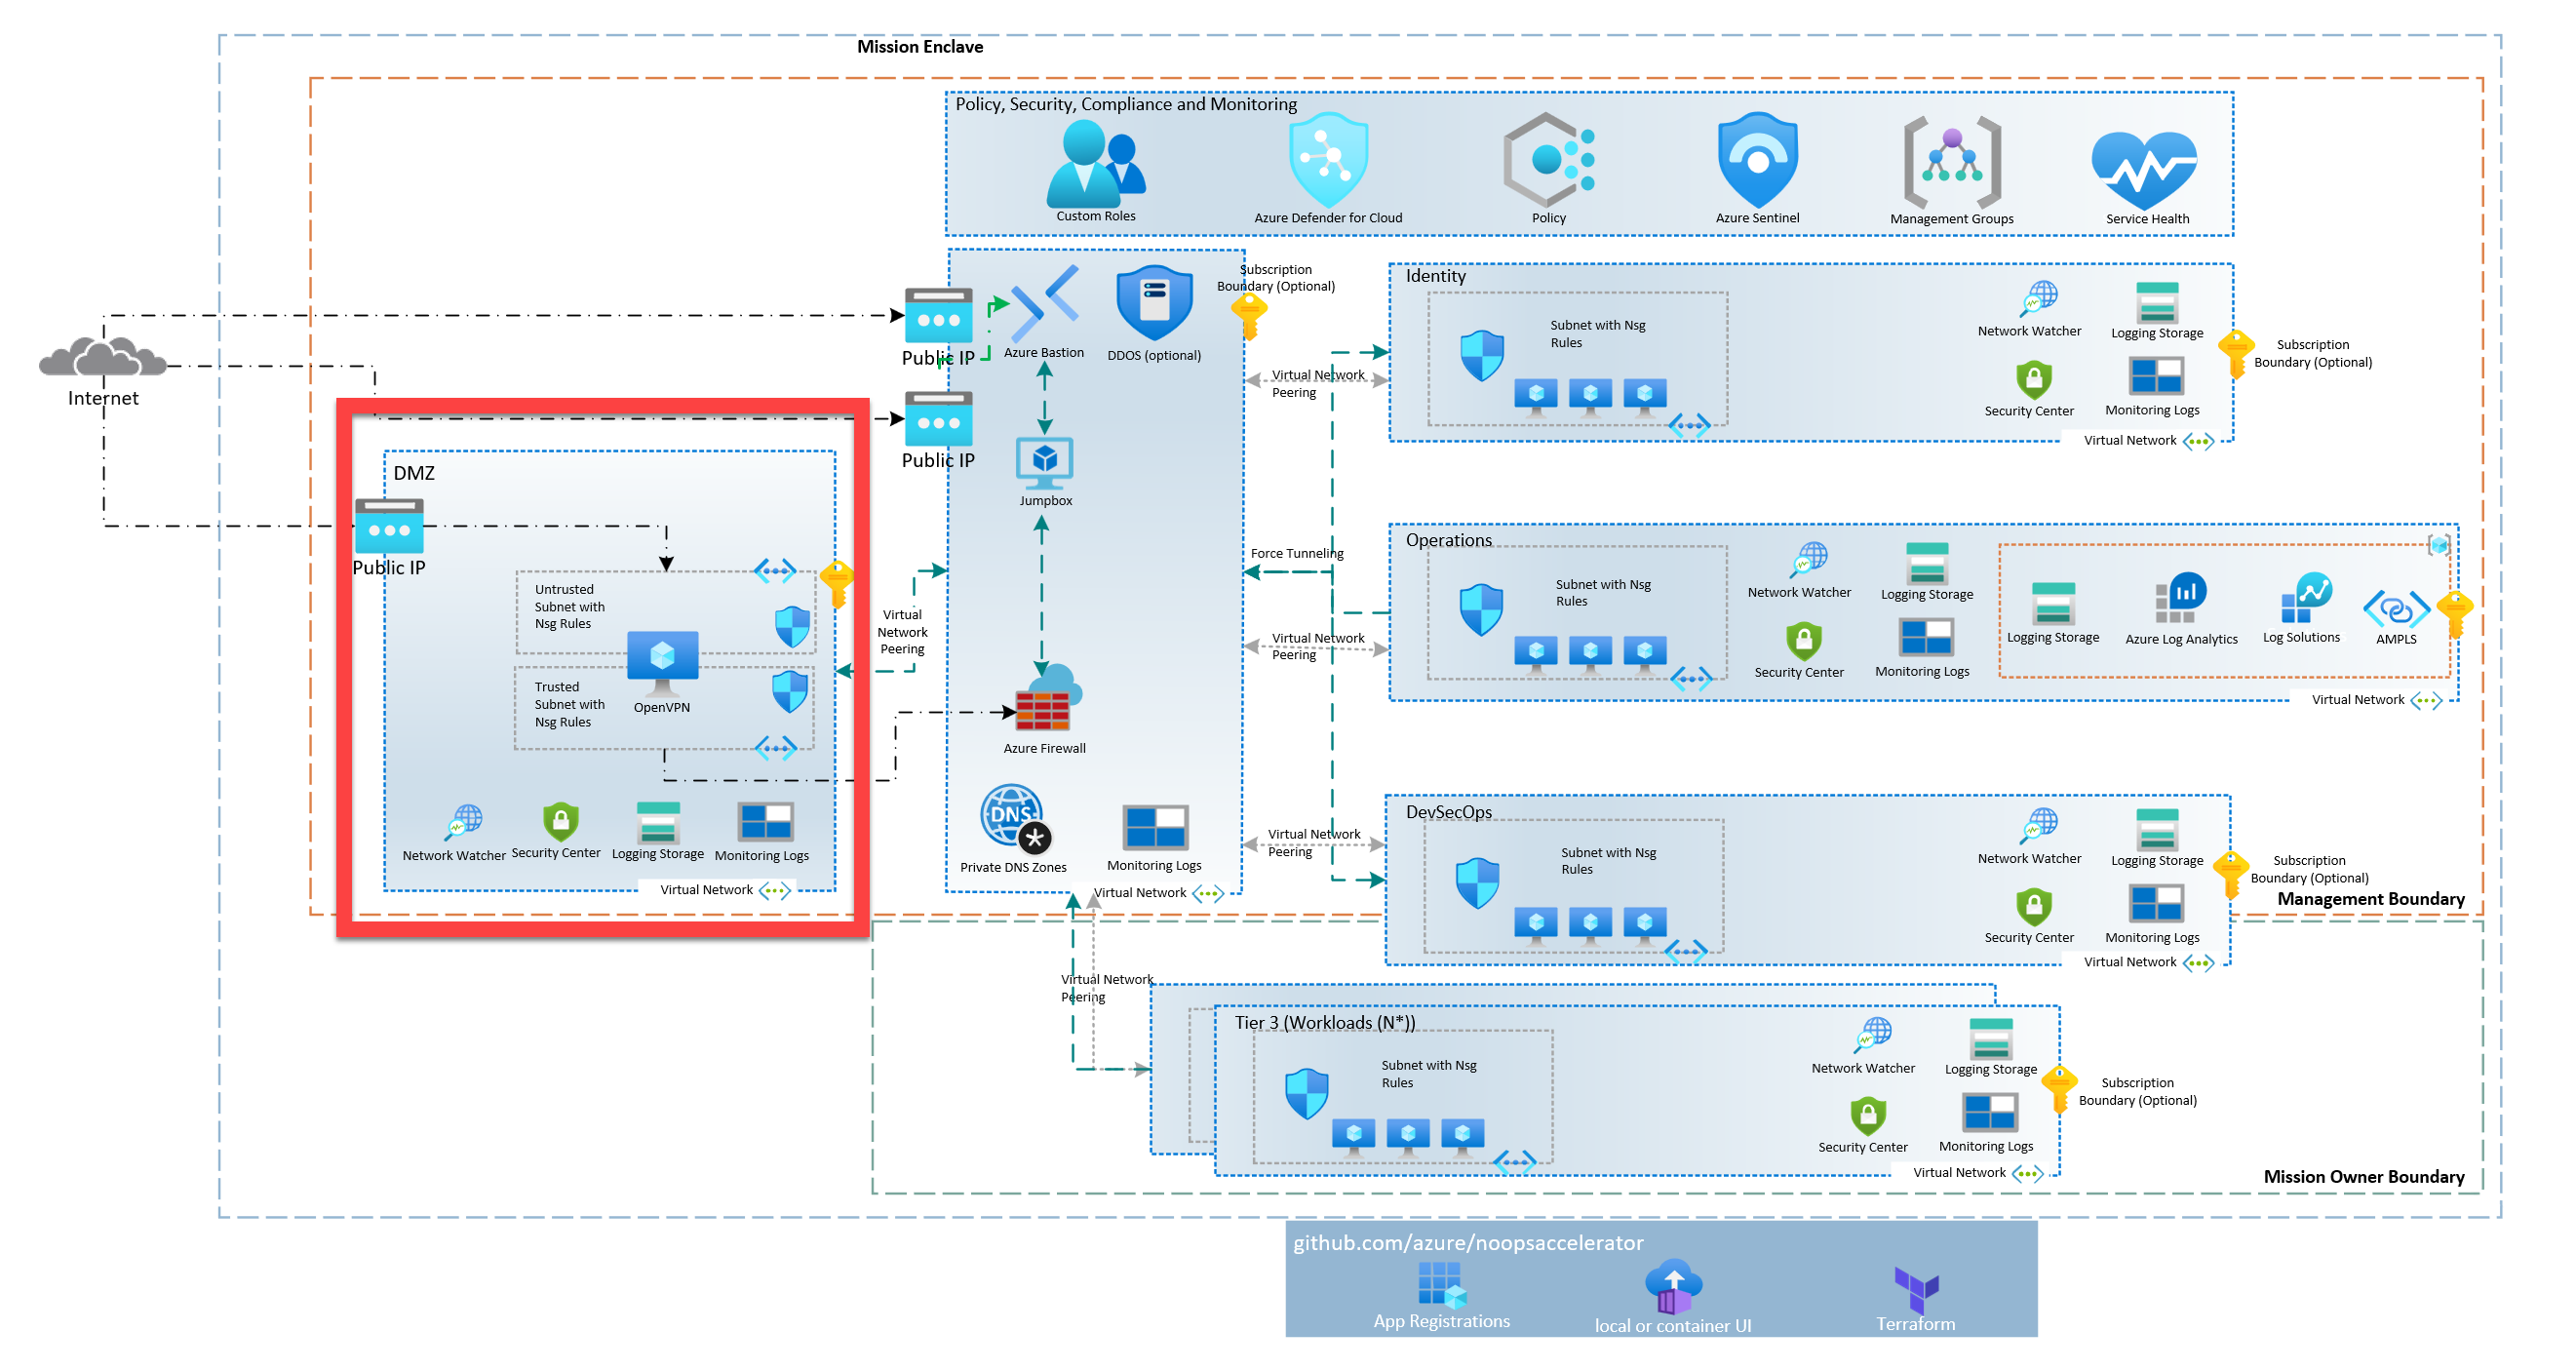 Mission Enclave
Policy, Security, Compliance and Monitoring
Custom Roles
Azure Defender for Cloud
Policy
Azure Sentinel
Management Groups
Service Health
Internet
Public IP
Azure Bastion
DDOS (optional)
Subscription
Boundary (Optional)
Public IP
Jumpbox
Azure Firewall
DNS
Private DNS Zones
Monitoring Logs
Virtual Network
DMZ
Public IP
Untrusted
Subnet with
Nsg Rules
Trusted
Subnet with
Nsg Rules
OpenVPN
Network Watcher
Security Center
Logging Storage
Monitoring Logs
Virtual Network
Virtual
Network
Peering
Virtual Network
Peering
Force Tunneling
Virtual Network
Peering
Virtual Network
Peering
Virtual Network
Peering
Identity
Subnet with Nsg
Rules
Network Watcher
Logging Storage
Security Center
Monitoring Logs
Virtual Network
Subscription
Boundary (Optional)
Operations
Subnet with Nsg
Rules
Network Watcher
Logging Storage
Security Center
Monitoring Logs
Logging Storage
Azure Log Analytics
Log Solutions
AMPLS
Virtual Network
DevSecOps
Subnet with Nsg
Rules
Network Watcher
Logging Storage
Security Center
Monitoring Logs
Virtual Network
Subscription
Boundary (Optional)
Management Boundary
Tier 3 (Workloads (N*))
Subnet with Nsg
Rules
Network Watcher
Logging Storage
Security Center
Monitoring Logs
Virtual Network
Subscription
Boundary (Optional)
Mission Owner Boundary
github.com/azure/noopsaccelerator
App Registrations
local or container UI
Terraform